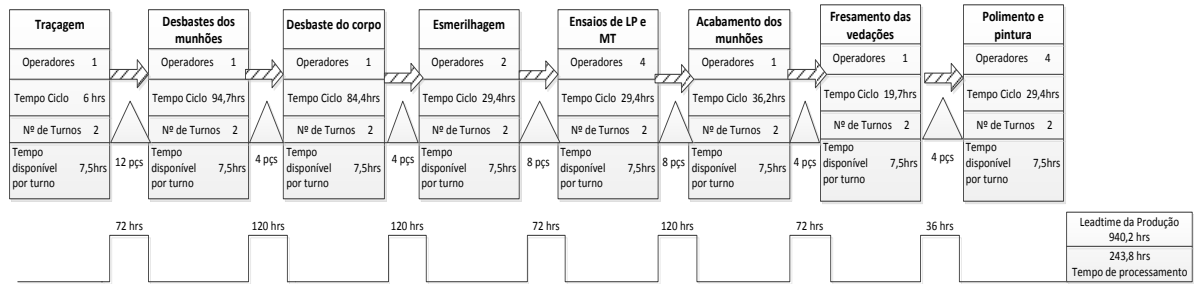 Traçagem
Operadores 1
Tempo Ciclo 6 hrs
Nº de Turnos 2
Tempo
disponível 7,5hrs
por turno
12 pçs
Desbastes dos
munhões
Operadores 1
Tempo Ciclo 94,7hrs
Nº de Turnos 2
Tempo
disponível 7,5hrs
por turno
4 pçs
Desbaste do corpo
Operadores 1
Tempo Ciclo 84,4hrs
Nº de Turnos 2
Tempo
disponível 7,5hrs
por turno
4 pçs
Esmerilhagem
Operadores 2
Tempo Ciclo 29,4hrs
Nº de Turnos 2
Tempo
disponível 7,5hrs
por turno
8 pçs
Ensaios de LP e
MT
Operadores 4
Tempo Ciclo 29,4hrs
Nº de Turnos 2
Tempo
disponível 7,5hrs
por turno
8 pçs
Acabamento dos
munhões
Operadores 1
Tempo Ciclo 36,2hrs
Nº de Turnos 2
Tempo
disponível 7,5hrs
por turno
4 pçs
Fresamento das
vedações
Operadores 1
Tempo Ciclo 19,7hrs
Nº de Turnos 2
Tempo
disponível 7,5hrs
por turno
4 pçs
Polimento e
pintura
Operadores 4
Tempo Ciclo 29,4hrs
Nº de Turnos 2
Tempo
disponível 7,5hrs
por turno
72 hrs
120 hrs
120 hrs
72 hrs
120 hrs
72 hrs
36 hrs
Leadtime da Produção
940,2 hrs
243,8 hrs
Tempo de processamento